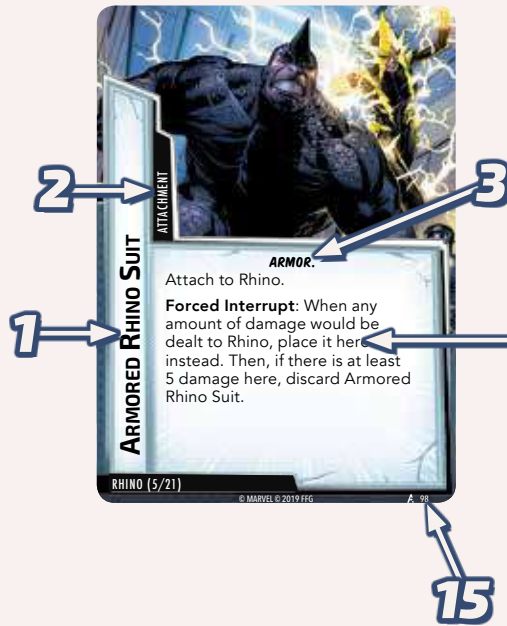 2
ATTACHMENT
3
ARMOR.
Attach to Rhino.
1
ARMORED RHINO SUIT
Forced Interrupt: When any
amount of damage would be
dealt to Rhino, place it here
instead. Then, if there is at least
5 damage here, discard Armored
Rhino Suit.
RHINO (5/21)
© MARVEL © 2019 FFG
98
15